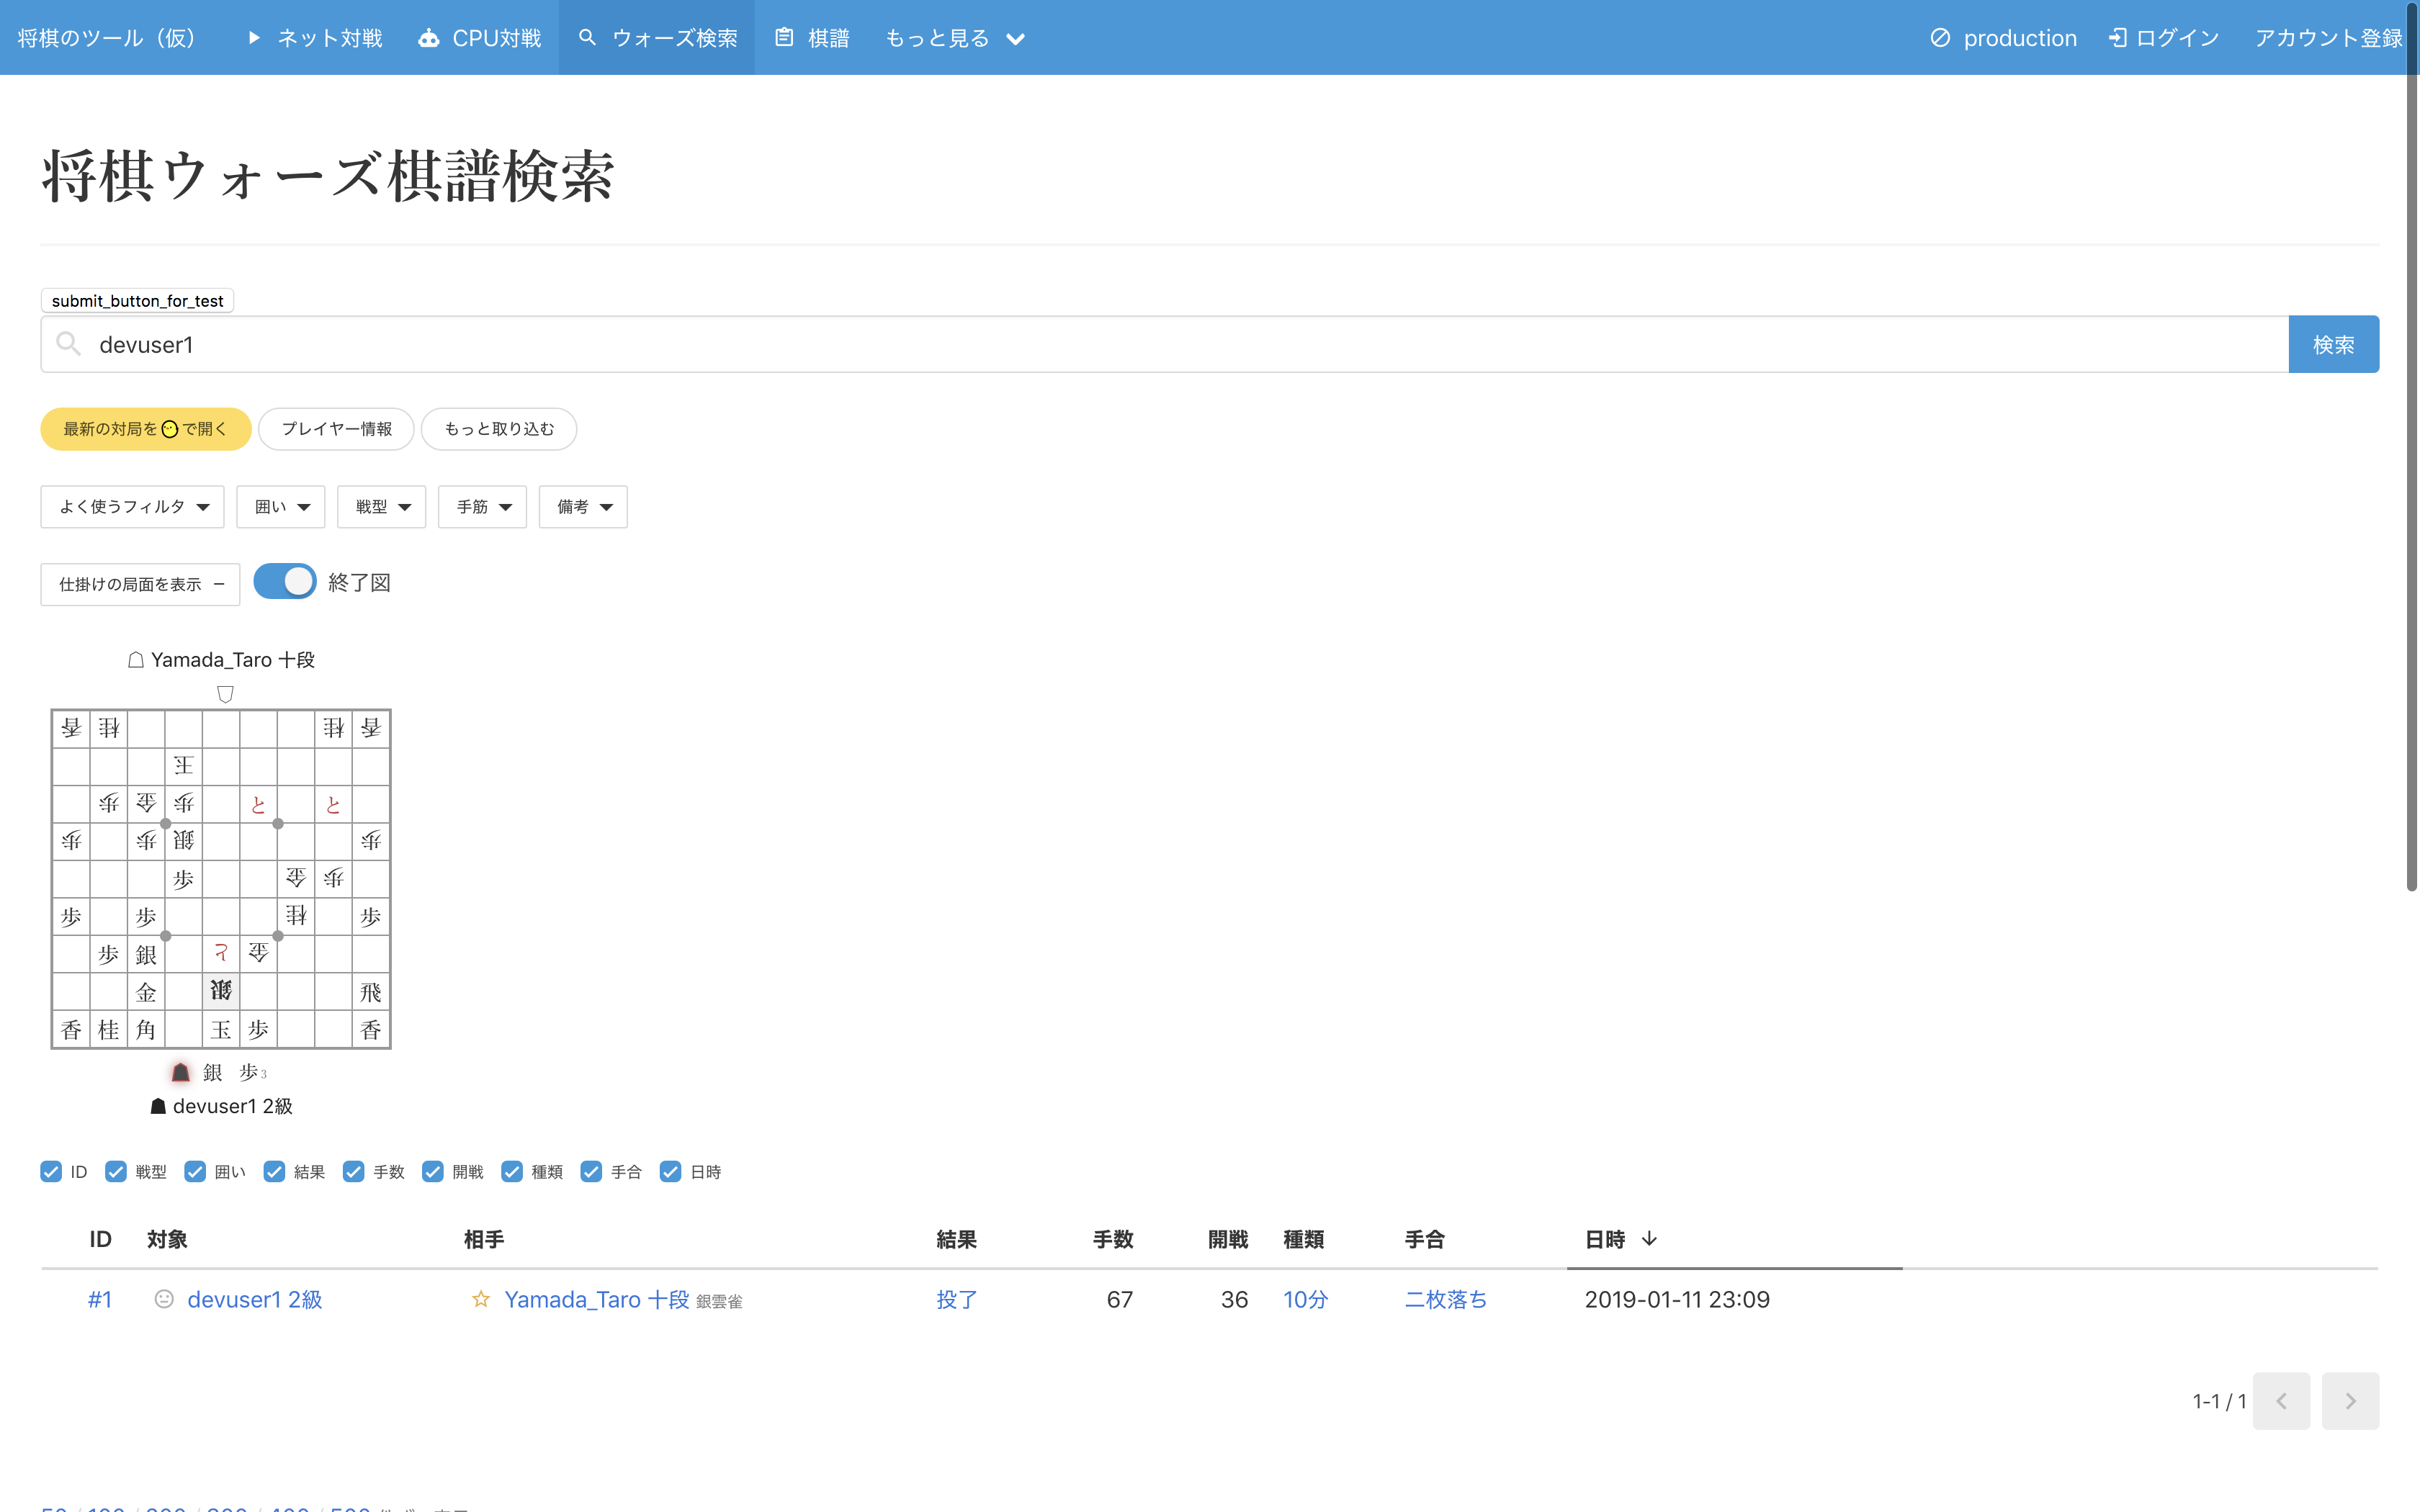 将棋のツール（仮） ネット対戦 CPU対戦 ウォーズ検索 棋譜 もっと見る production ログイン アカウント登録
将棋ウォーズ棋譜検索
submit_button_for_test
devuser1 検索
最新の対局を で開く プレイヤー情報 もっと取り込む
よく使うフィルタ 囲い 戦型 手筋 備考
仕掛けの局面を表示 終了図
☖ Yamada_Taro 十段
香 桂 桂 香
王
歩 金 歩 と と
歩 歩 銀 歩
歩 金 歩
歩 歩 桂 歩
歩 銀 と 金
金 銀 飛
香 桂 角 玉 歩 香
銀 歩3
☗ devuser1 2級
ID 戦型 囲い 結果 手数 開戦 種類 手合 日時
ID 対象 相手 結果 手数 開戦 種類 手合 日時
#1 devuser1 2級 Yamada_Taro 十段 銀雲雀 投了 67 36 10分 二枚落ち 2019-01-11 23:09
1-1 / 1